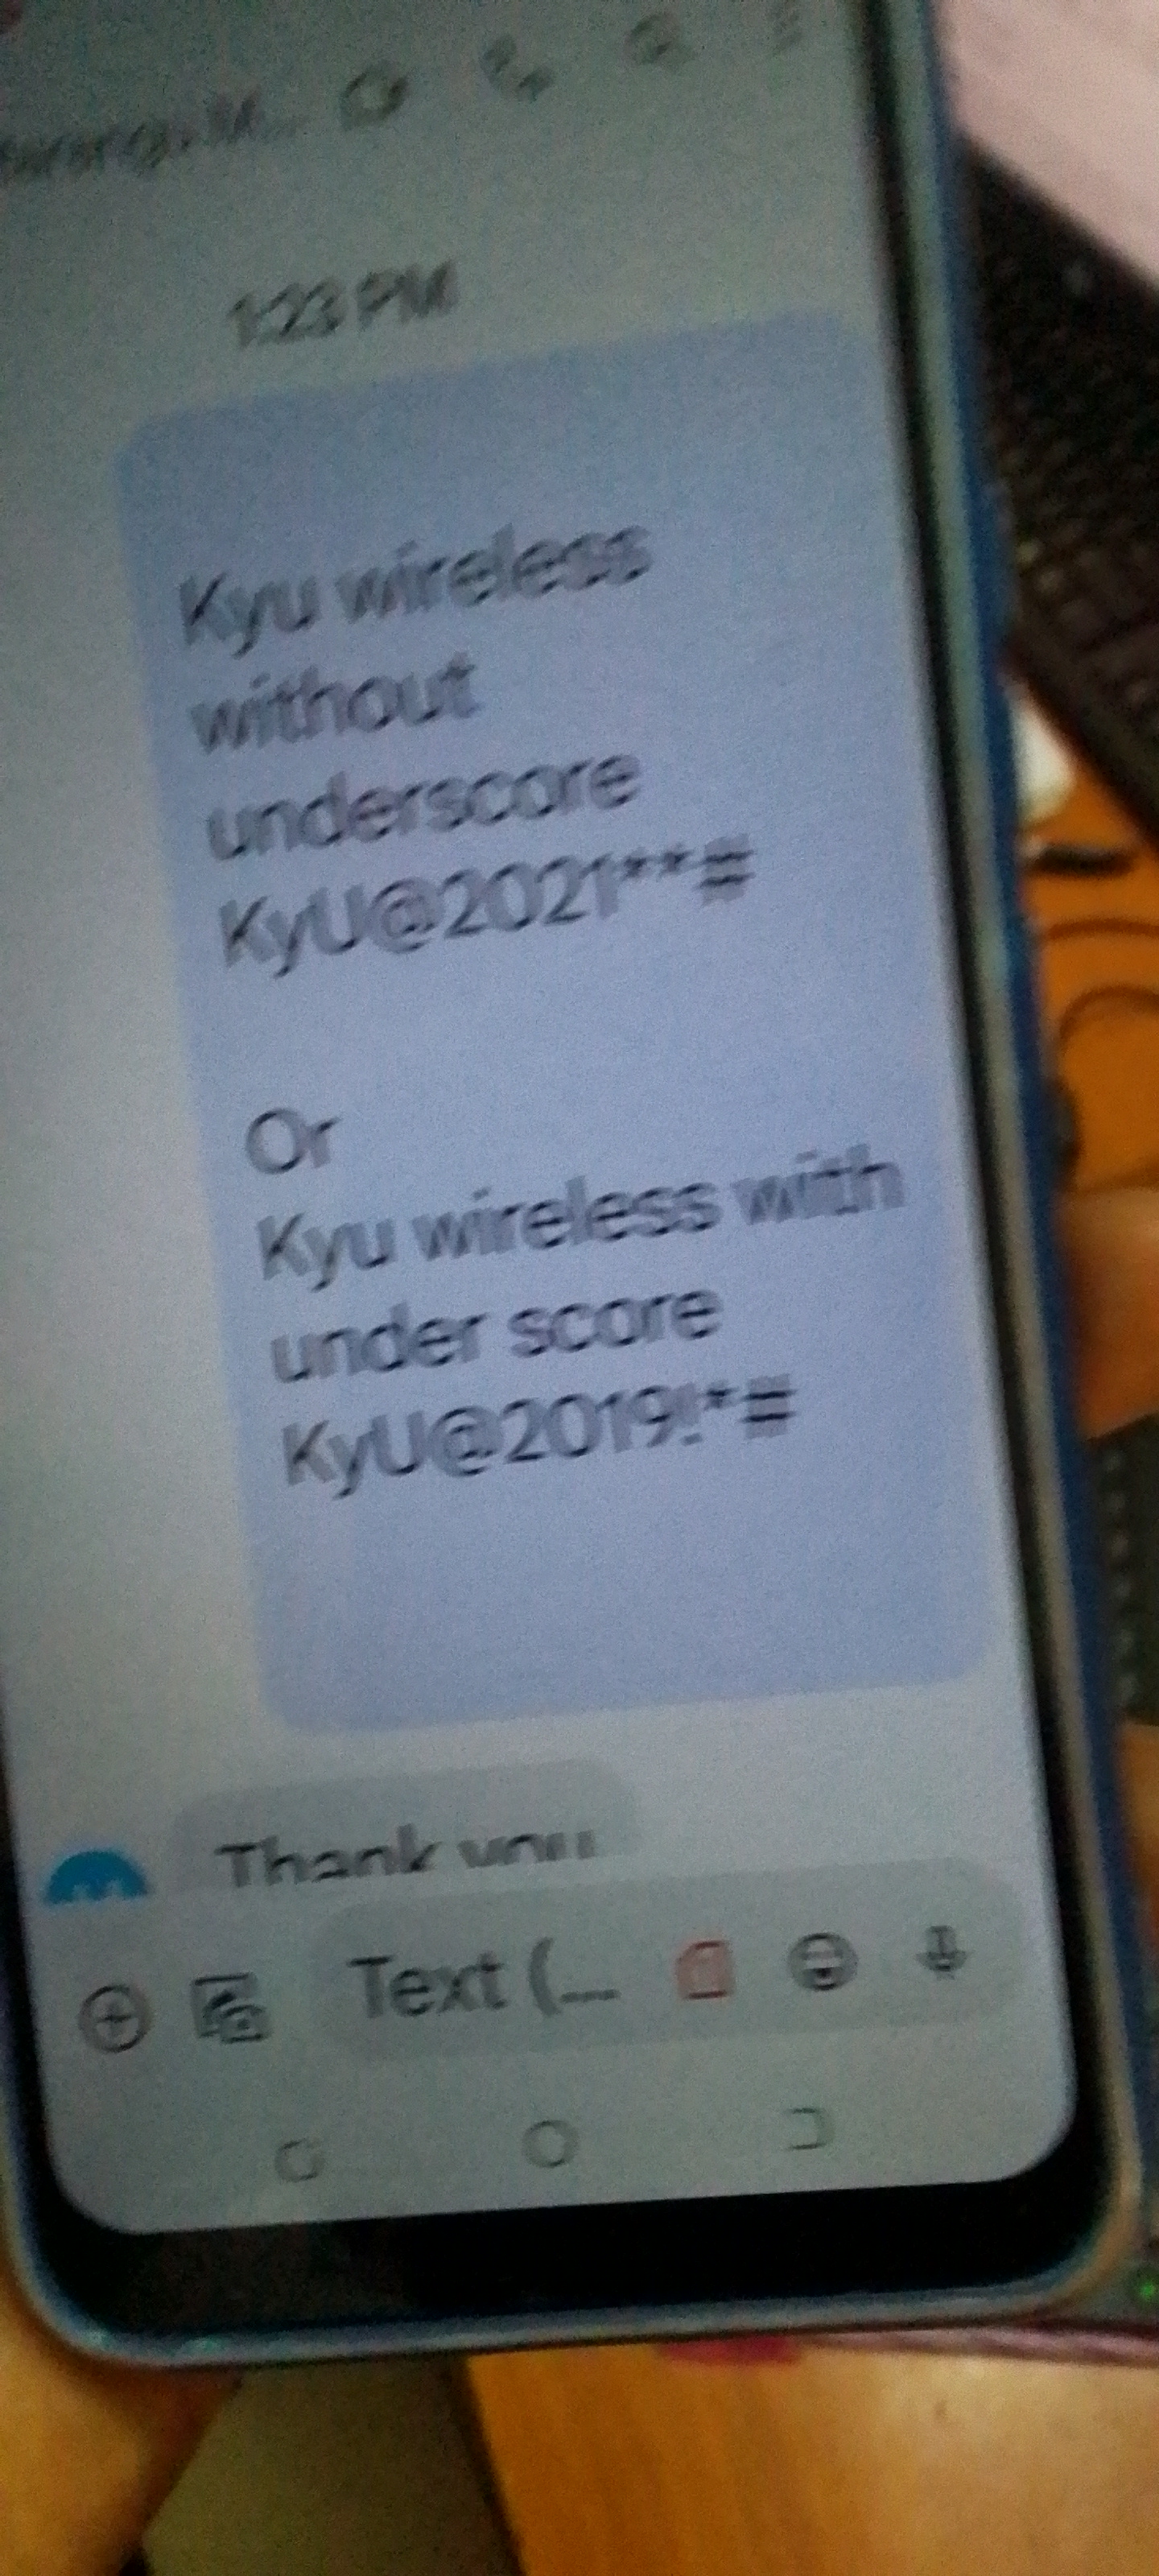 1:23 PM
Kyu wireless
without
underscore
KyU@2021**#
Or
Kyu wireless with
under score
KyU@2019!*#
Thank you
Text (...